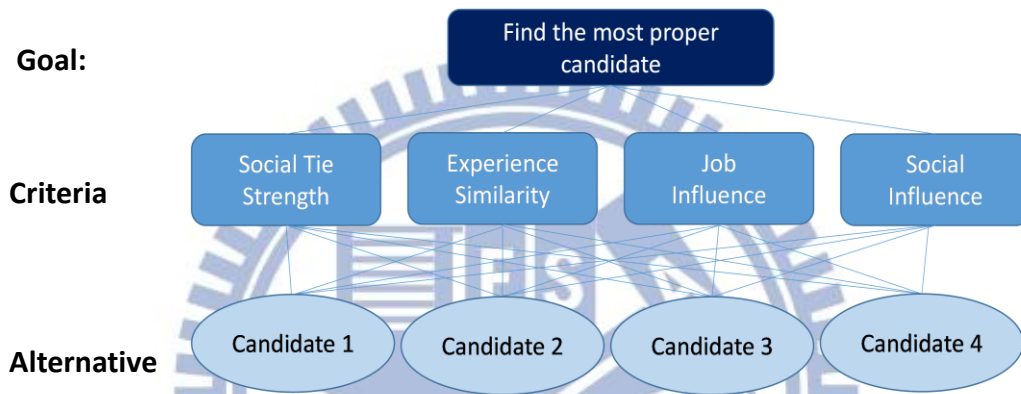 Goal:
Find the most proper
candidate
Criteria
Social Tie
Strength
Experience
Similarity
Job
Influence
Social
Influence
Alternative
Candidate 1
Candidate 2
Candidate 3
Candidate 4
E S
A